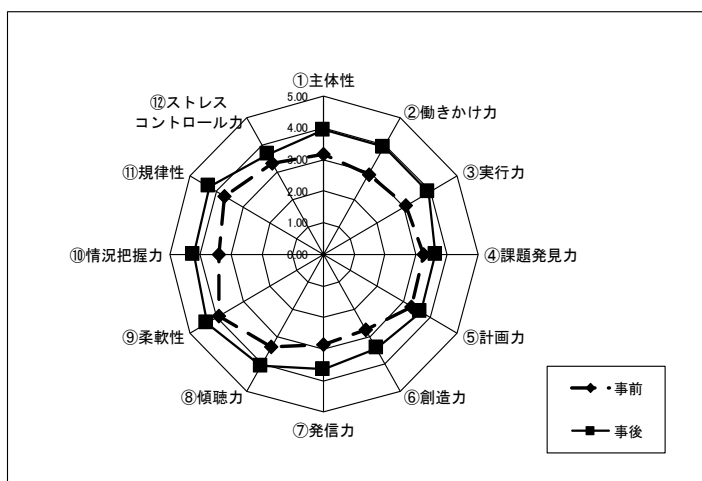 ①主体性
②働きかけ力
③実行力
④課題発見力
⑤計画力
⑥創造力
⑦発信力
⑧傾聴力
⑨柔軟性
⑩情況把握力
⑪規律性
⑫ストレス
コントロール力
5.00
4.00
3.00
2.00
1.00
0.00
事前
事後